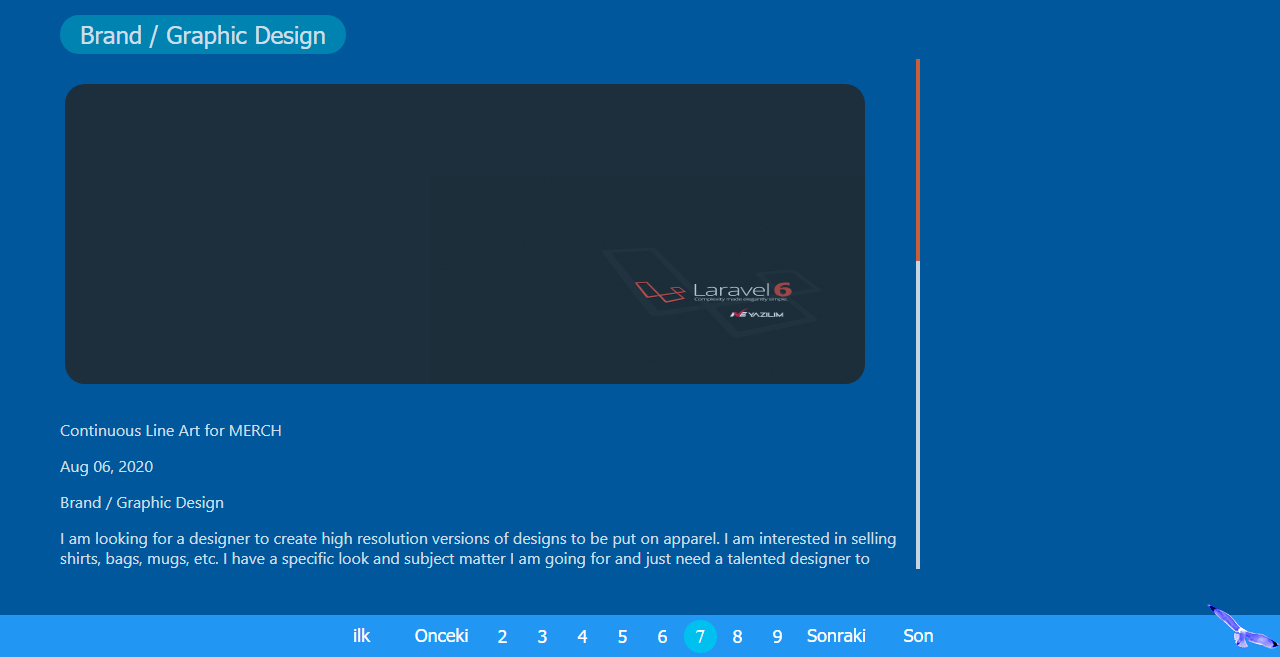 Brand / Graphic Design
Laravel 6
Complexity made elegantly simple.
YAZILIM
Continuous Line Art for MERCH
Aug 06, 2020
Brand / Graphic Design
I am looking for a designer to create high resolution versions of designs to be put on apparel. I am interested in selling
shirts, bags, mugs, etc. I have a specific look and subject matter I am going for and just need a talented designer to
ilk Onceki 2 3 4 5 6 7 8 9 Sonraki Son